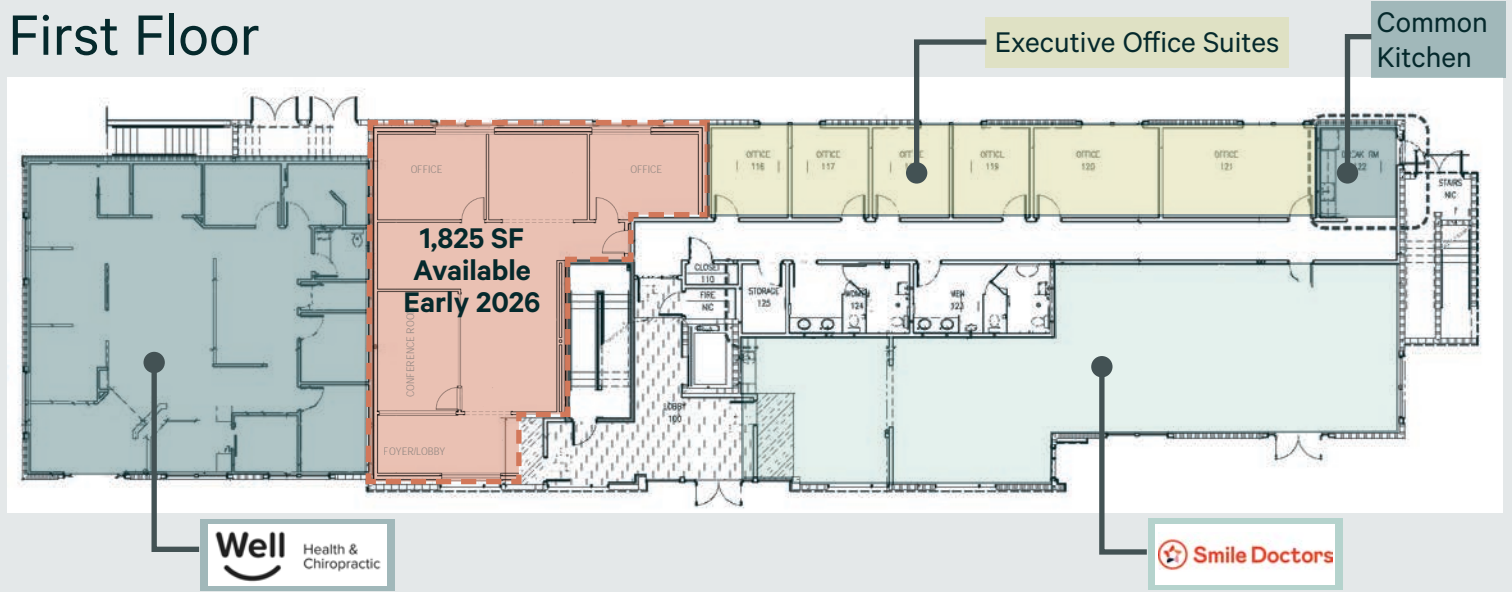 First Floor
Executive Office Suites
Common
Kitchen
OFFICE
OFFICE
OFFICE
116
OFFICE
117
OFFICE
119
OFFICE
120
OFFICE
121
STAIRS
NIC
1,825 SF
Available
Early 2026
CLOSET
110
FIRE
NIC
STORAGE
125
WOMEN
124
MEN
123
CONFERENCE ROOM
LOBBY
100
FOYER/LOBBY
Well
Health &
Chiropractic
Smile Doctors